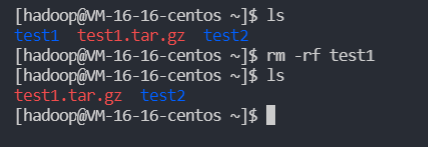 [hadoop@VM-16-16-centos ~]$ ls
test1  test1.tar.gz  test2
[hadoop@VM-16-16-centos ~]$ rm -rf test1
[hadoop@VM-16-16-centos ~]$ ls
test1.tar.gz  test2
[hadoop@VM-16-16-centos ~]$